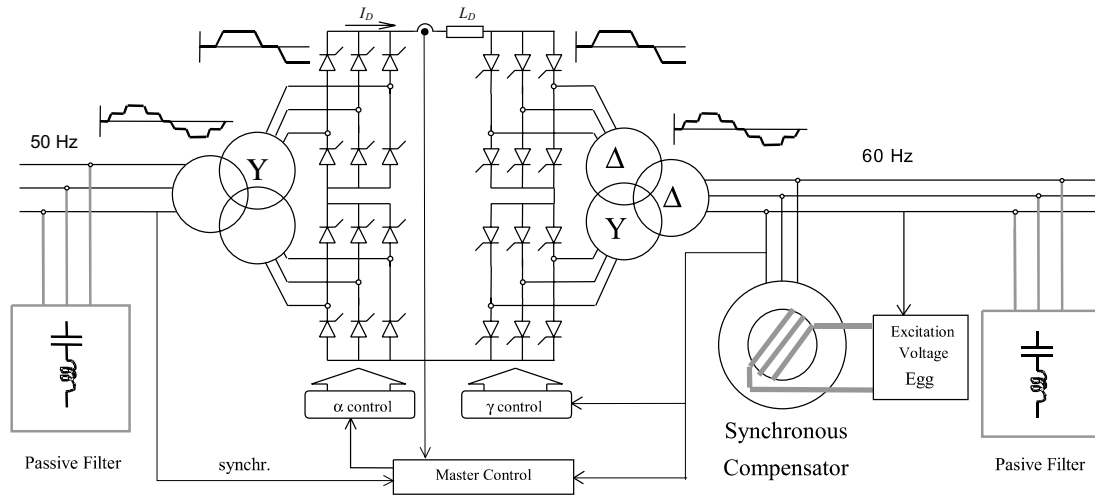 I_D
L_D
50 Hz
Y
Δ
Δ
Y
60 Hz
α control
γ control
Excitation
Voltage
Egg
Passive Filter
synchr.
Master Control
Synchronous
Compensator
Pasive Filter